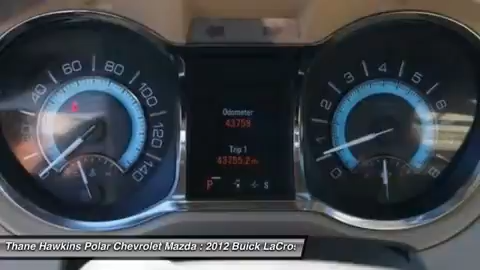 60 80
40 100
20 120
140
Odometer
43759
Trip 1
43755.2 mi
P S
3 4 5
2 6
1 7
8
Thane Hawkins Polar Chevrolet Mazda : 2012 Buick LaCro: